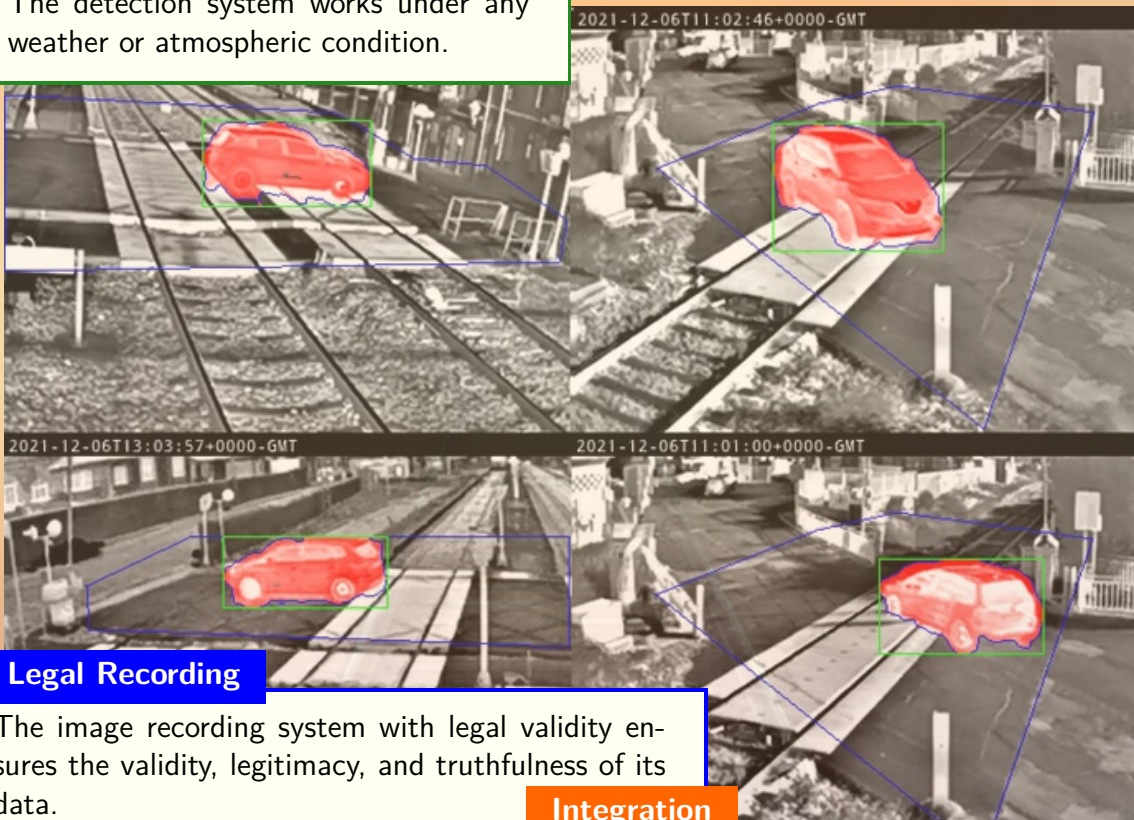 The detection system works under any
weather or atmospheric condition.
2021-12-06T11:02:46+0000-GMT
2021-12-06T13:03:57+0000-GMT
2021-12-06T11:01:00+0000-GMT
Legal Recording
The image recording system with legal validity en-
sures the validity, legitimacy, and truthfulness of its
data.
Integration